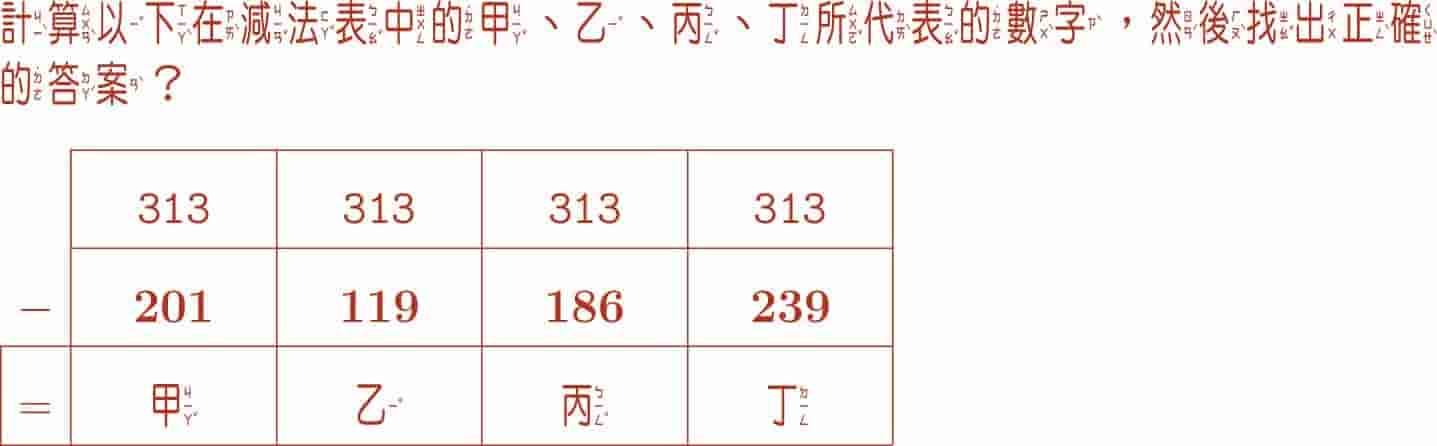 計算以下在減法表中的甲、乙、丙、丁所代表的數字，然後找出正確
的答案？
313 313 313 313
− 201 119 186 239
= 甲 乙 丙 丁